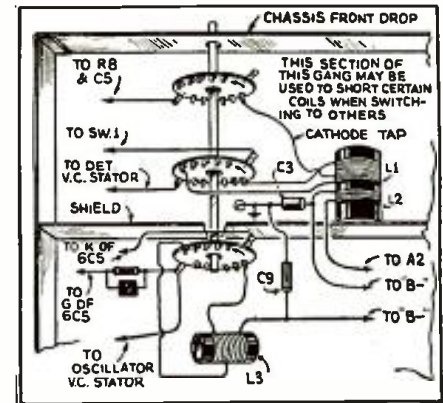 CHASSIS FRONT DROP
TO R8
& C5
THIS SECTION OF
THIS GANG MAY BE
USED TO SHORT CERTAIN
COILS WHEN SWITCH-
ING TO OTHERS
CATHODE TAP
TO SW.1
C3
L1
TO DET.
V.C. STATOR
L2
SHIELD
TO K OF
6C5
TO A2
TO B-
C9
TO
G OF
6C5
TO B-
TO
OSCILLATOR
V.C. STATOR
L3